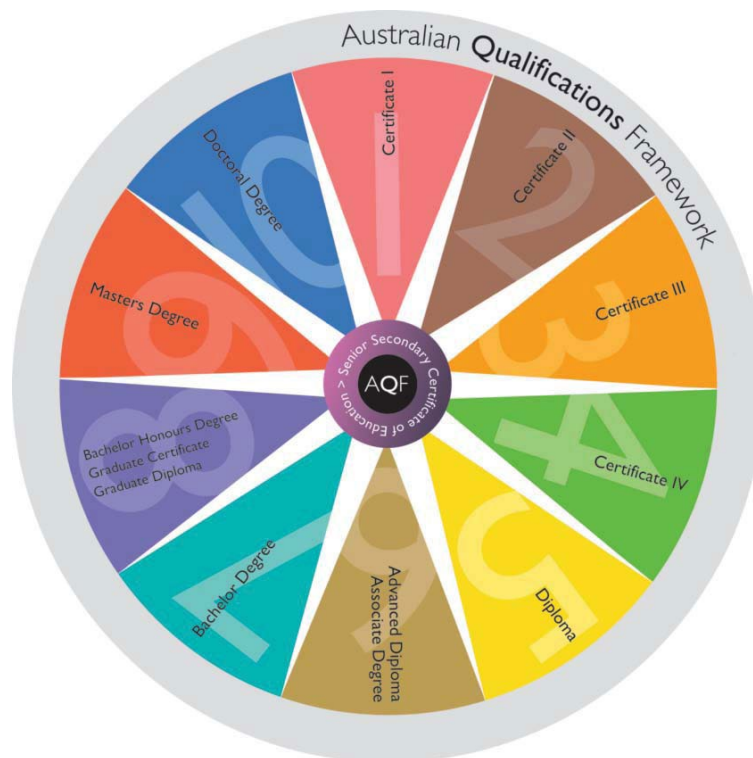 Australian Qualifications Framework
1
Certificate I
2
Certificate II
3
Certificate III
4
Certificate IV
5
Diploma
6
Advanced Diploma
Associate Degree
7
Bachelor Degree
8
Bachelor Honours Degree
Graduate Certificate
Graduate Diploma
9
Masters Degree
10
Doctoral Degree
Senior Secondary Certificate of Education >
AQF